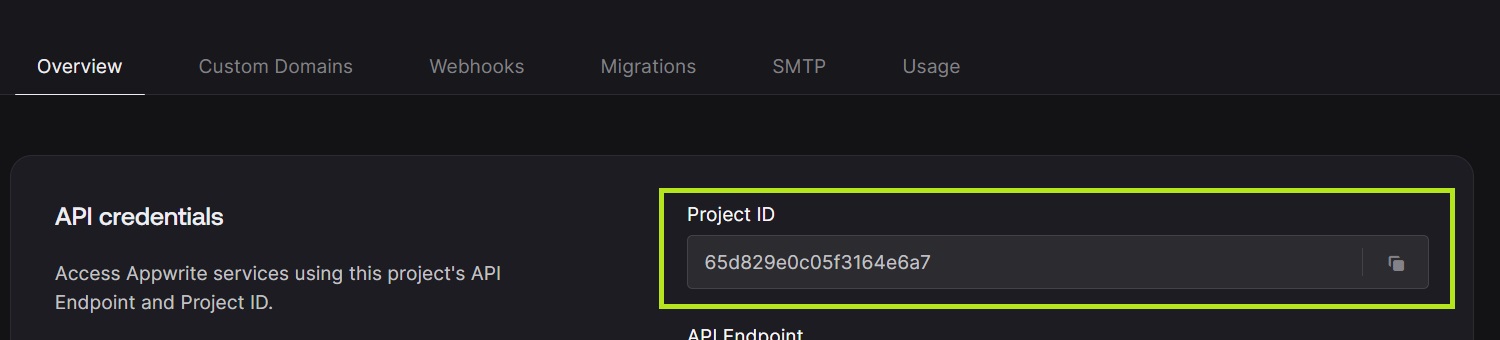 Overview Custom Domains Webhooks Migrations SMTP Usage
API credentials
Access Appwrite services using this project's API
Endpoint and Project ID.
Project ID
65d829e0c05f3164e6a7
API Endpoint